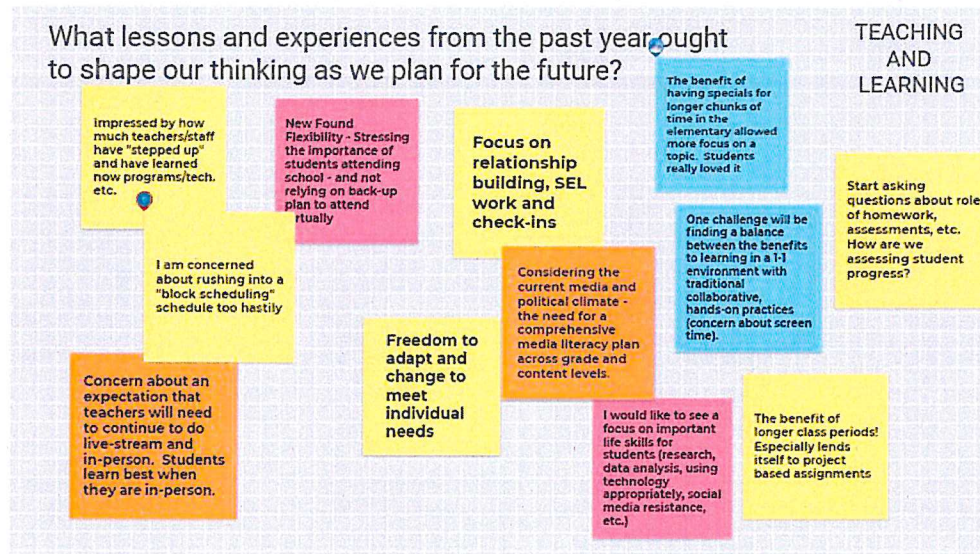 What lessons and experiences from the past year ought
to shape our thinking as we plan for the future?
TEACHING
AND
LEARNING
Impressed by how
much teachers/staff
have "stepped up"
and have learned
now programs/tech.
etc.
New Found
Flexibility - Stressing
the importance of
students attending
school - and not
relying on back-up
plan to attend
rtually
Focus on
relationship
building, SEL
work and
check-ins
The benefit of
having specials for
longer chunks of
time in the
elementary allowed
more focus on a
topic. Students
really loved it
Start asking
questions about role
of homework,
assessments, etc.
How are we
assessing student
progress?
I am concerned
about rushing into a
"block scheduling"
schedule too hastily
One challenge will be
finding a balance
between the benefits
to learning in a 1-1
environment with
traditional
collaborative,
hands-on practices
(concern about screen
time).
Considering the
current media and
political climate -
the need for a
comprehensive
media literacy plan
across grade and
content levels.
Freedom to
adapt and
change to
meet
individual
needs
Concern about an
expectation that
teachers will need
to continue to do
live-stream and
in-person. Students
learn best when
they are in-person.
I would like to see a
focus on important
life skills for
students (research,
data analysis, using
technology
appropriately, social
media resistance,
etc.)
The benefit of
longer class periods!
Especially lends
itself to project
based assignments